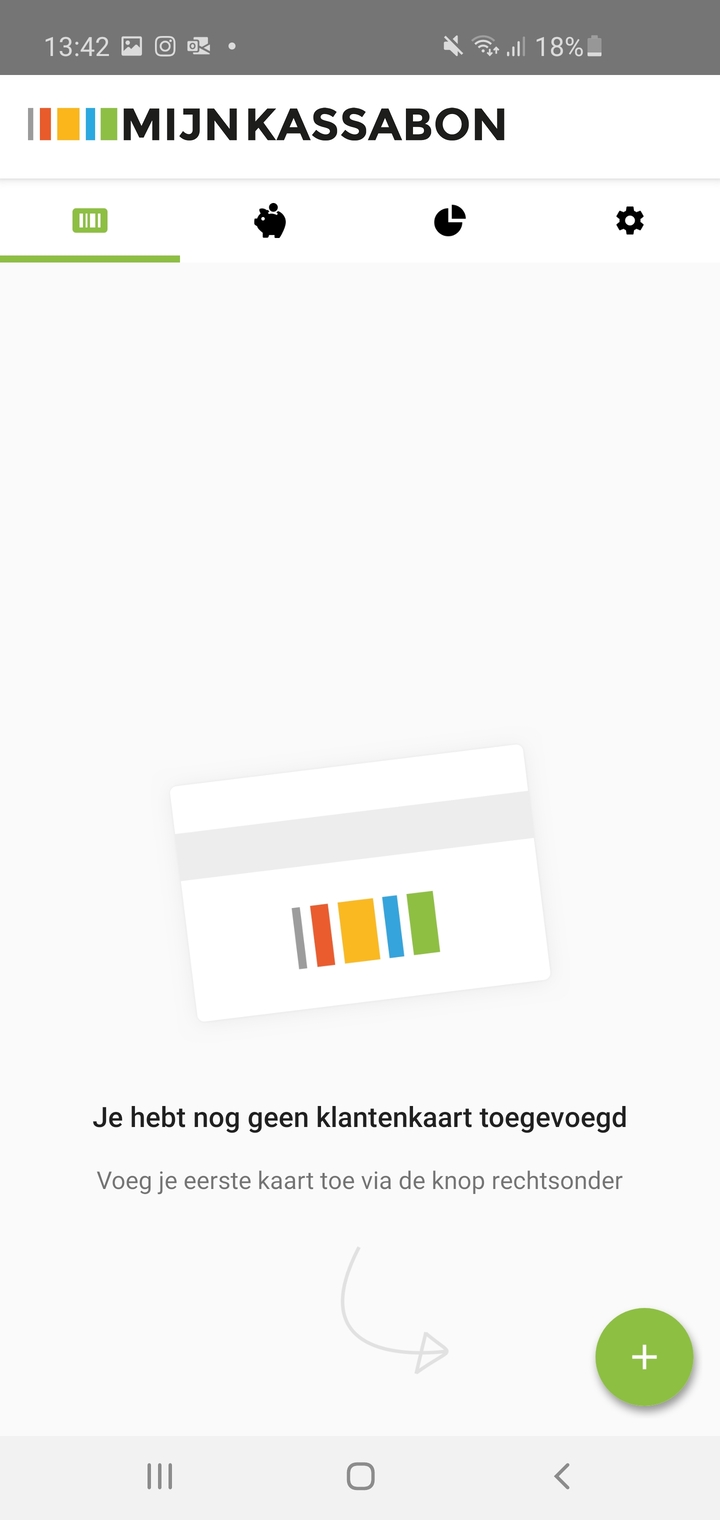 13:42 18%
MIJNKASSABON
Je hebt nog geen klantenkaart toegevoegd
Voeg je eerste kaart toe via de knop rechtsonder